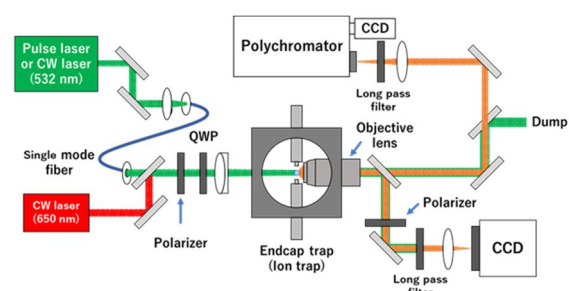 Pulse laser
or CW laser
(532 nm)
Single mode
fiber
CW laser
(650 nm)
QWP
Polarizer
Endcap trap
(Ion trap)
Polychromator
CCD
Long pass
filter
Objective
lens
Dump
Polarizer
CCD
Long pass
filter